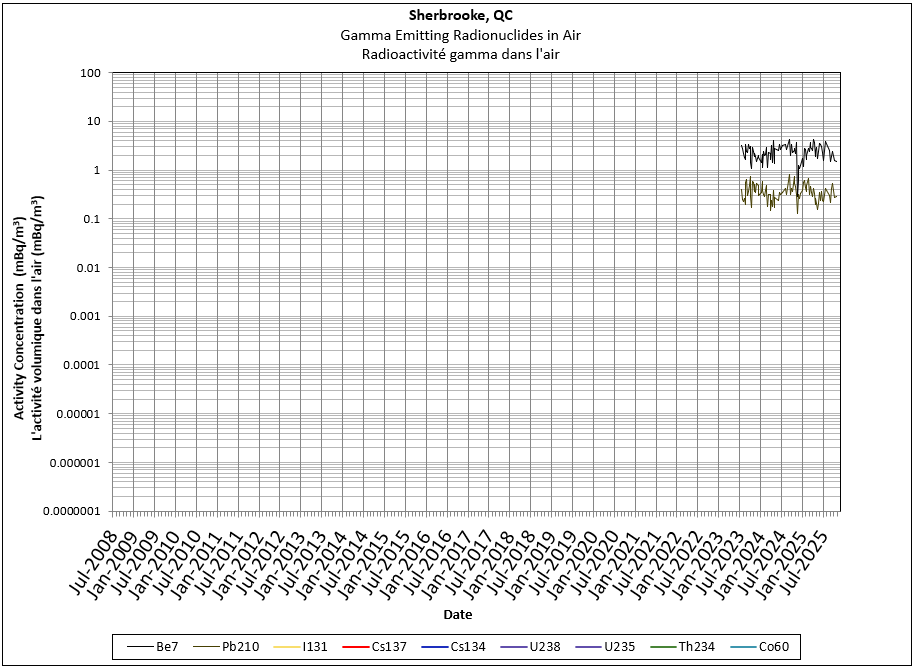 Sherbrooke, QC
Gamma Emitting Radionuclides in Air
Radioactivité gamma dans l'air
Activity Concentration (mBq/m³)
L'activité volumique dans l'air (mBq/m³)
100
10
1
0.1
0.01
0.001
0.0001
0.00001
0.000001
0.0000001
Jul-2008
Jan-2009
Jul-2009
Jan-2010
Jul-2010
Jan-2011
Jul-2011
Jan-2012
Jul-2012
Jan-2013
Jul-2013
Jan-2014
Jul-2014
Jan-2015
Jul-2015
Jan-2016
Jul-2016
Jan-2017
Jul-2017
Jan-2018
Jul-2018
Jan-2019
Jul-2019
Jan-2020
Jul-2020
Jan-2021
Jul-2021
Jan-2022
Jul-2022
Jan-2023
Jul-2023
Jan-2024
Jul-2024
Jan-2025
Jul-2025
Date
Be7 Pb210 I131 Cs137 Cs134 U238 U235 Th234 Co60